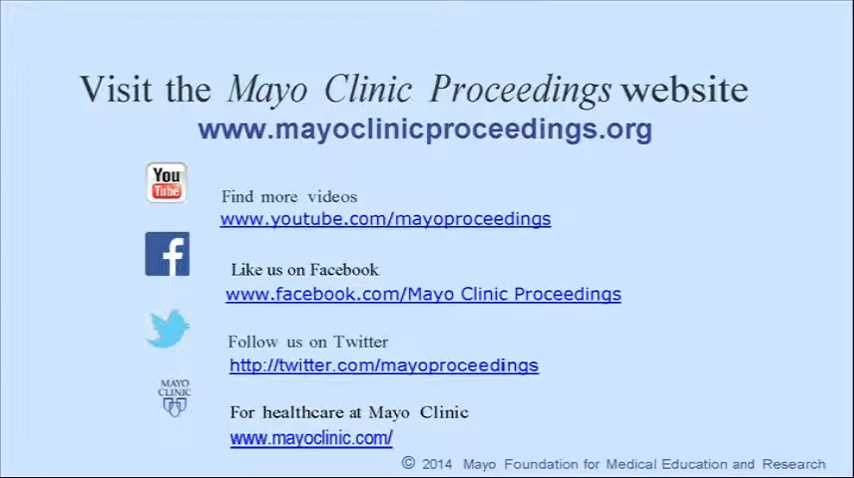 Visit the Mayo Clinic Proceedings website
www.mayoclinicproceedings.org
You
Tube
Find more videos
www.youtube.com/mayoproceedings
f
Like us on Facebook
www.facebook.com/Mayo Clinic Proceedings
Follow us on Twitter
http://twitter.com/mayoproceedings
MAYO
CLINIC
For healthcare at Mayo Clinic
www.mayoclinic.com/
© 2014 Mayo Foundation for Medical Education and Research